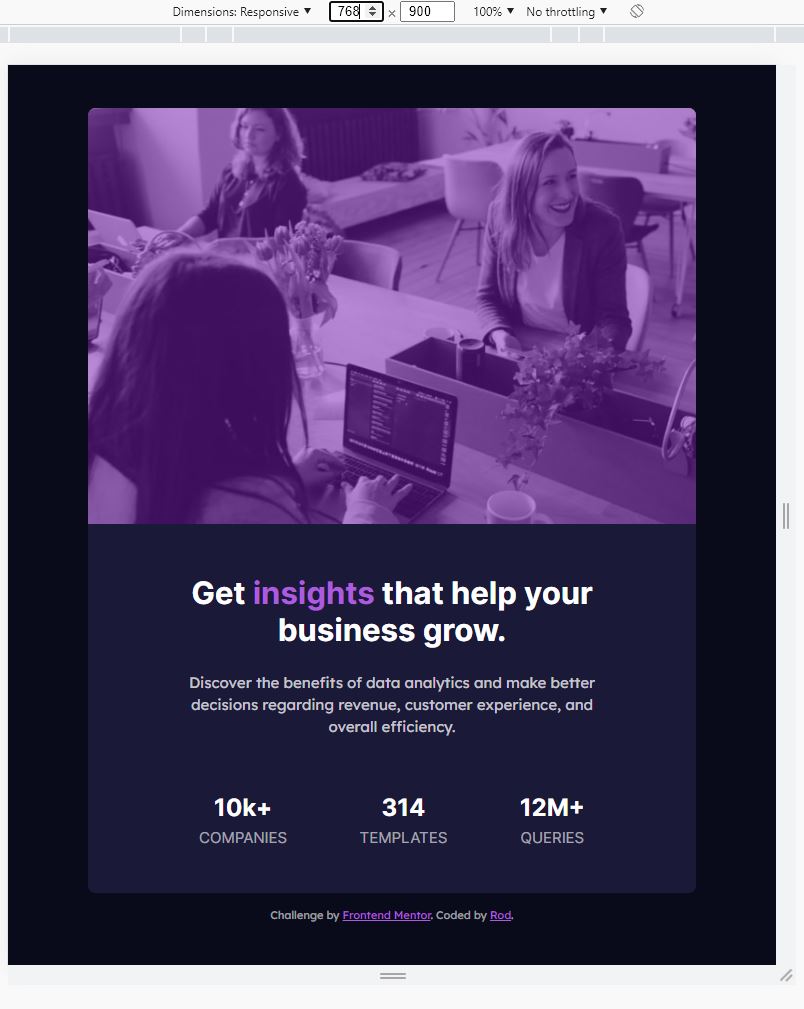 Dimensions: Responsive ▼ 768 × 900 100% ▼ No throttling ▼
Get insights that help your
business grow.
Discover the benefits of data analytics and make better
decisions regarding revenue, customer experience, and
overall efficiency.
10k+ 314 12M+
COMPANIES TEMPLATES QUERIES
Challenge by Frontend Mentor. Coded by Rod.